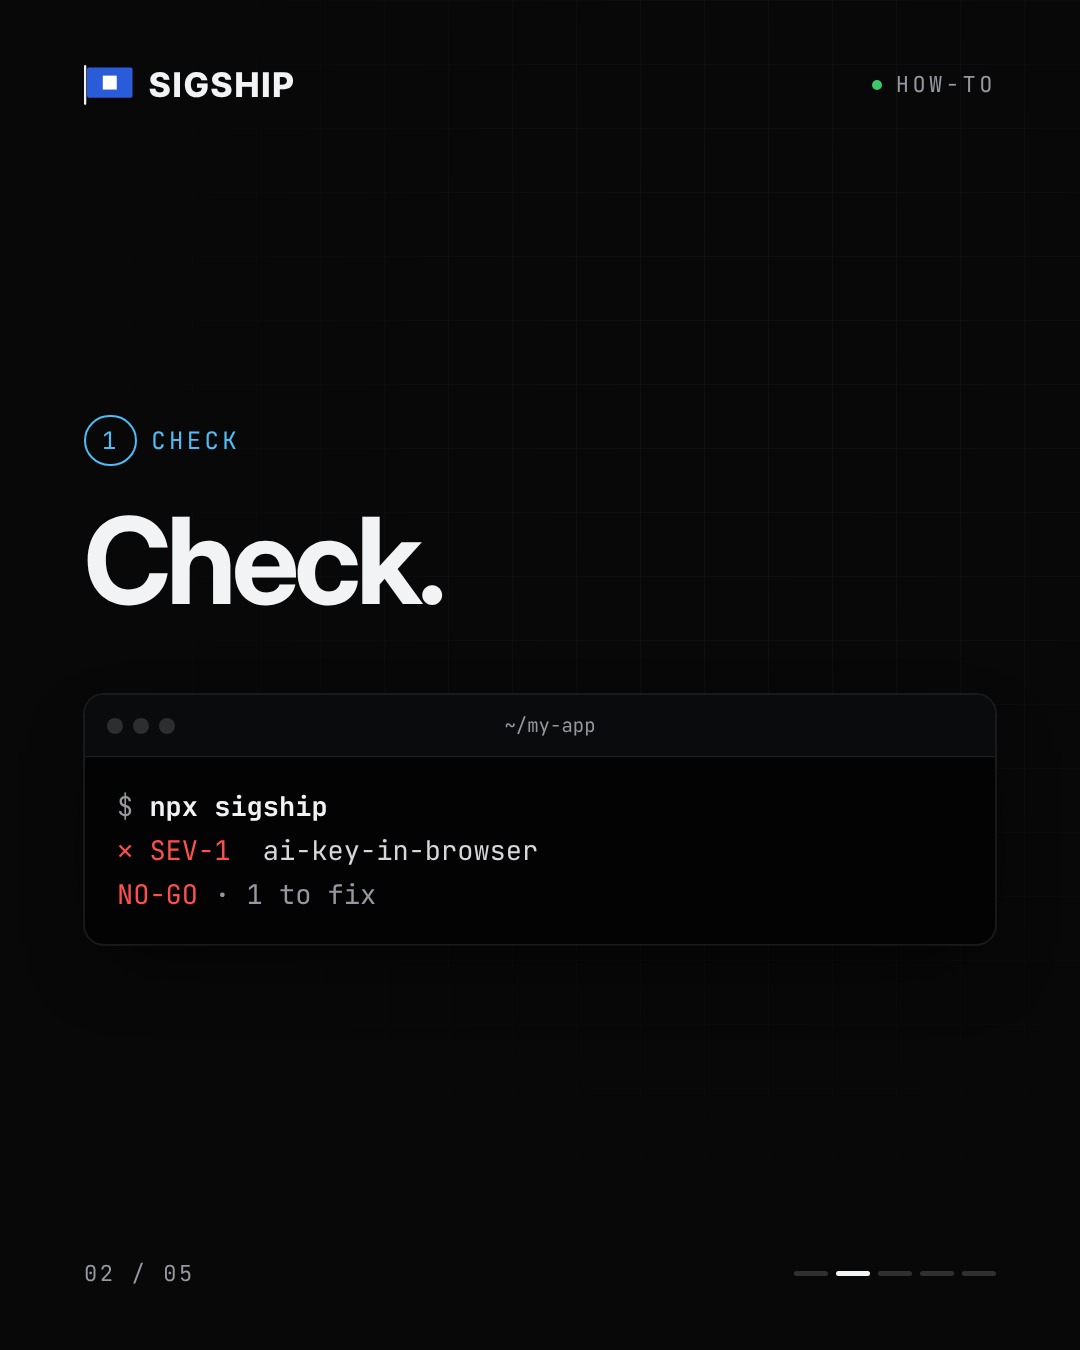 SIGSHIP
HOW-TO
1 CHECK
Check.
~/my-app
$ npx sigship
× SEV-1  ai-key-in-browser
NO-GO · 1 to fix
02 / 05